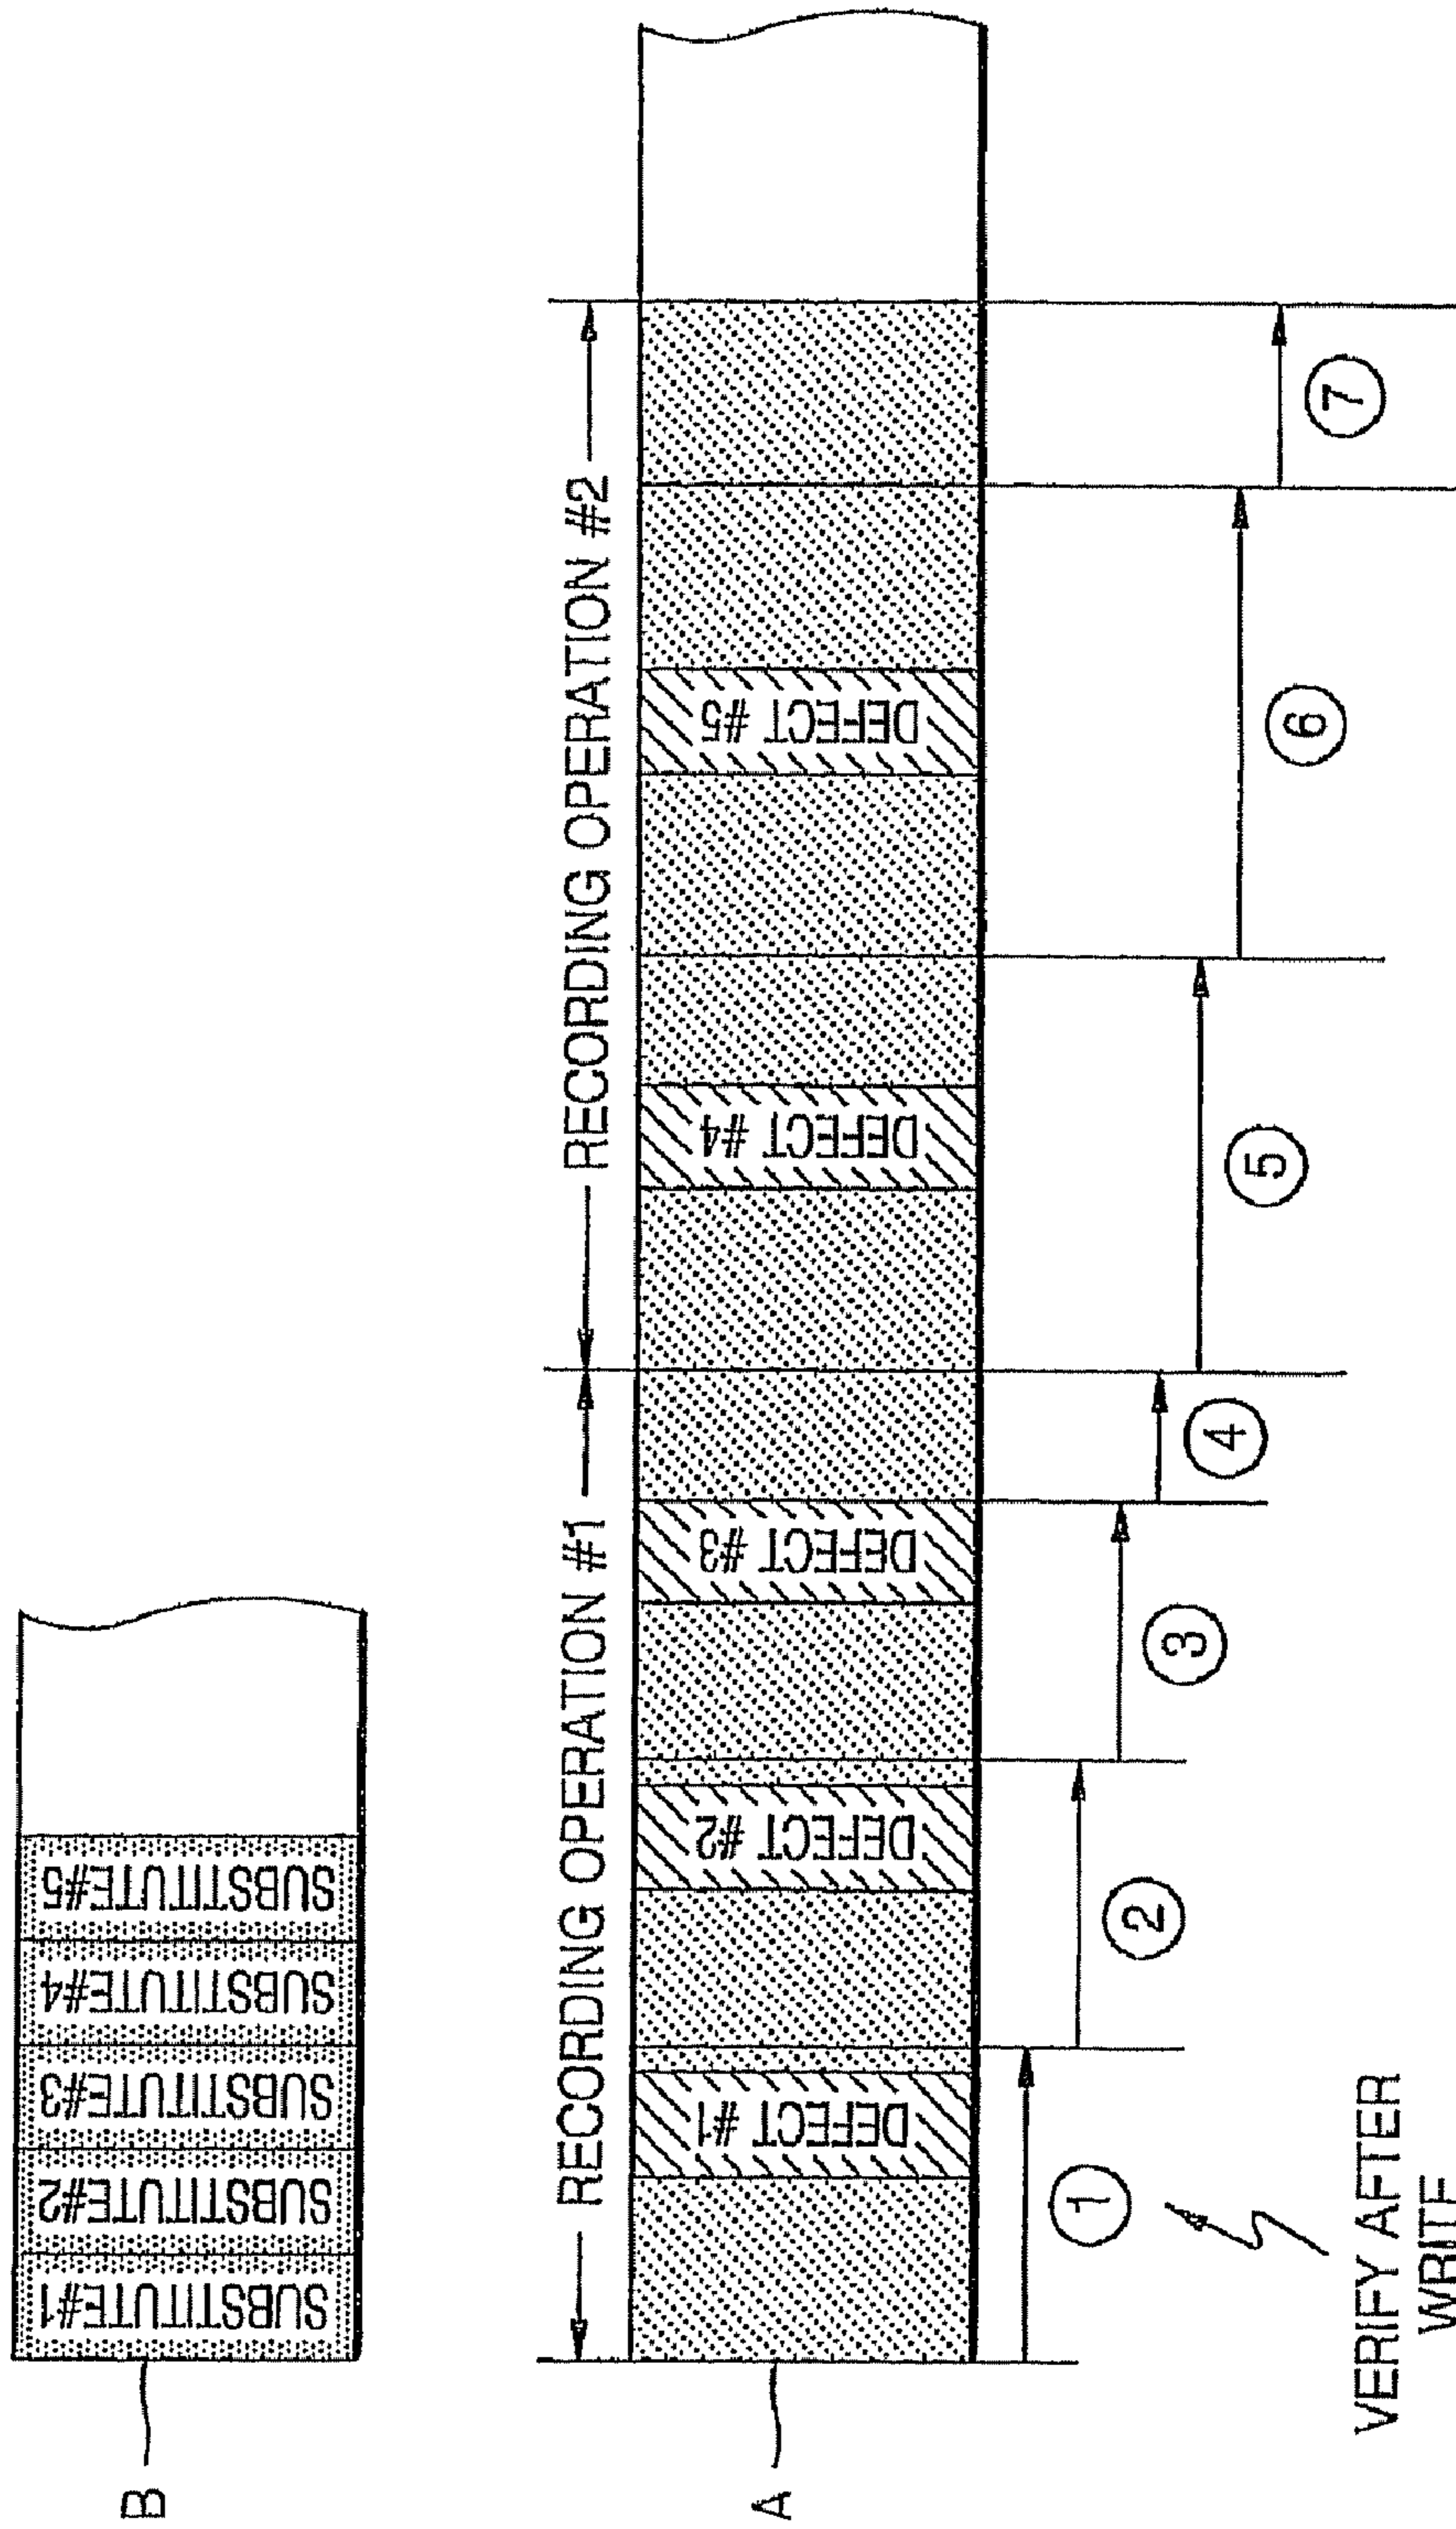 B
SUBSTITUTE#1
SUBSTITUTE#2
SUBSTITUTE#3
SUBSTITUTE#4
SUBSTITUTE#5
RECORDING OPERATION #1
RECORDING OPERATION #2
A
DEFECT #1
DEFECT #2
DEFECT #3
DEFECT #4
DEFECT #5
1
2
3
4
5
6
7
VERIFY AFTER
WRITE